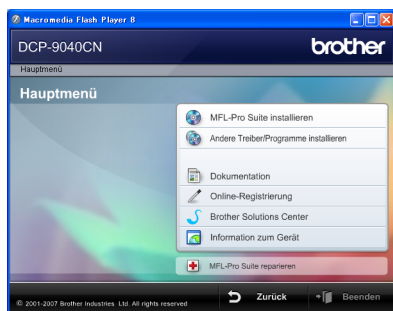 Macromedia Flash Player 8
DCP-9040CN
brother
Hauptmenü
Hauptmenü
MFL-Pro Suite installieren
Andere Treiber/Programme installieren
Dokumentation
Online-Registrierung
Brother Solutions Center
Information zum Gerät
MFL-Pro Suite reparieren
© 2001-2007 Brother Industries Ltd. All rights reserved
Zurück
Beenden